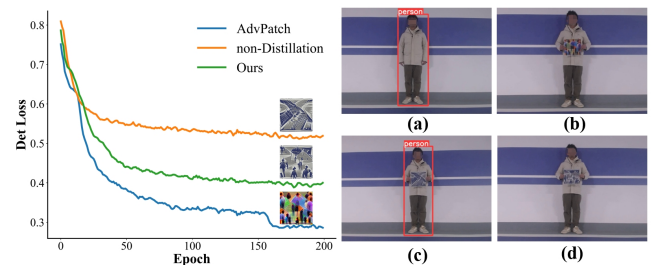 AdvPatch
non-Distillation
Ours
0.8
0.7
0.6
0.5
0.4
0.3
Det Loss
0
50
100
150
200
Epoch
person
(a)
(b)
person
(c)
(d)